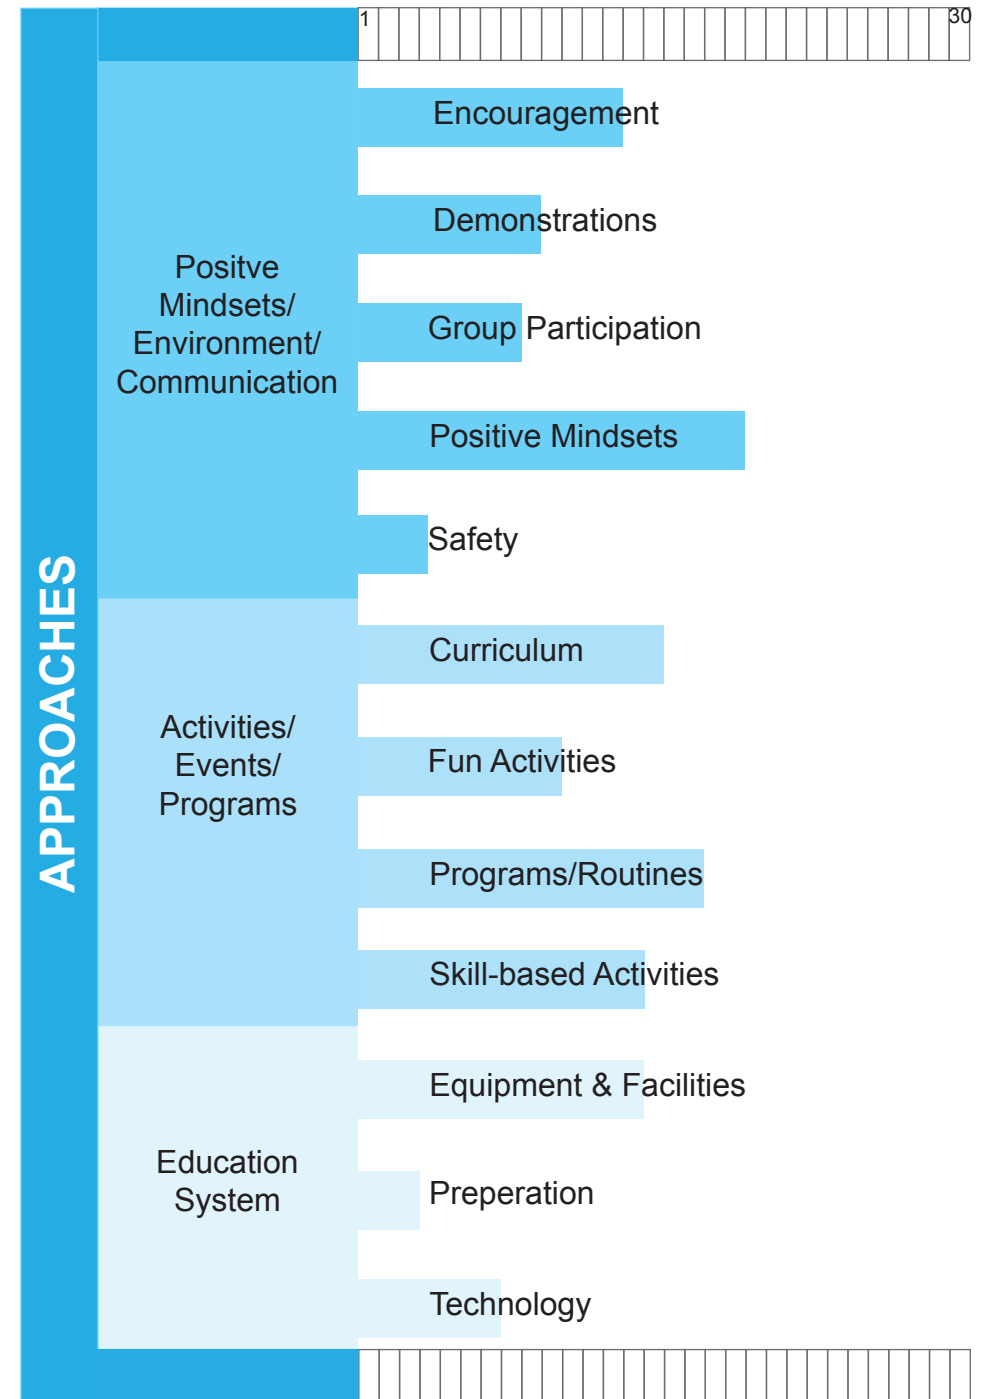 1
30
APPROACHES
Positve
Mindsets/
Environment/
Communication
Encouragement
Demonstrations
Group Participation
Positive Mindsets
Safety
Activities/
Events/
Programs
Curriculum
Fun Activities
Programs/Routines
Skill-based Activities
Education
System
Equipment & Facilities
Preperation
Technology